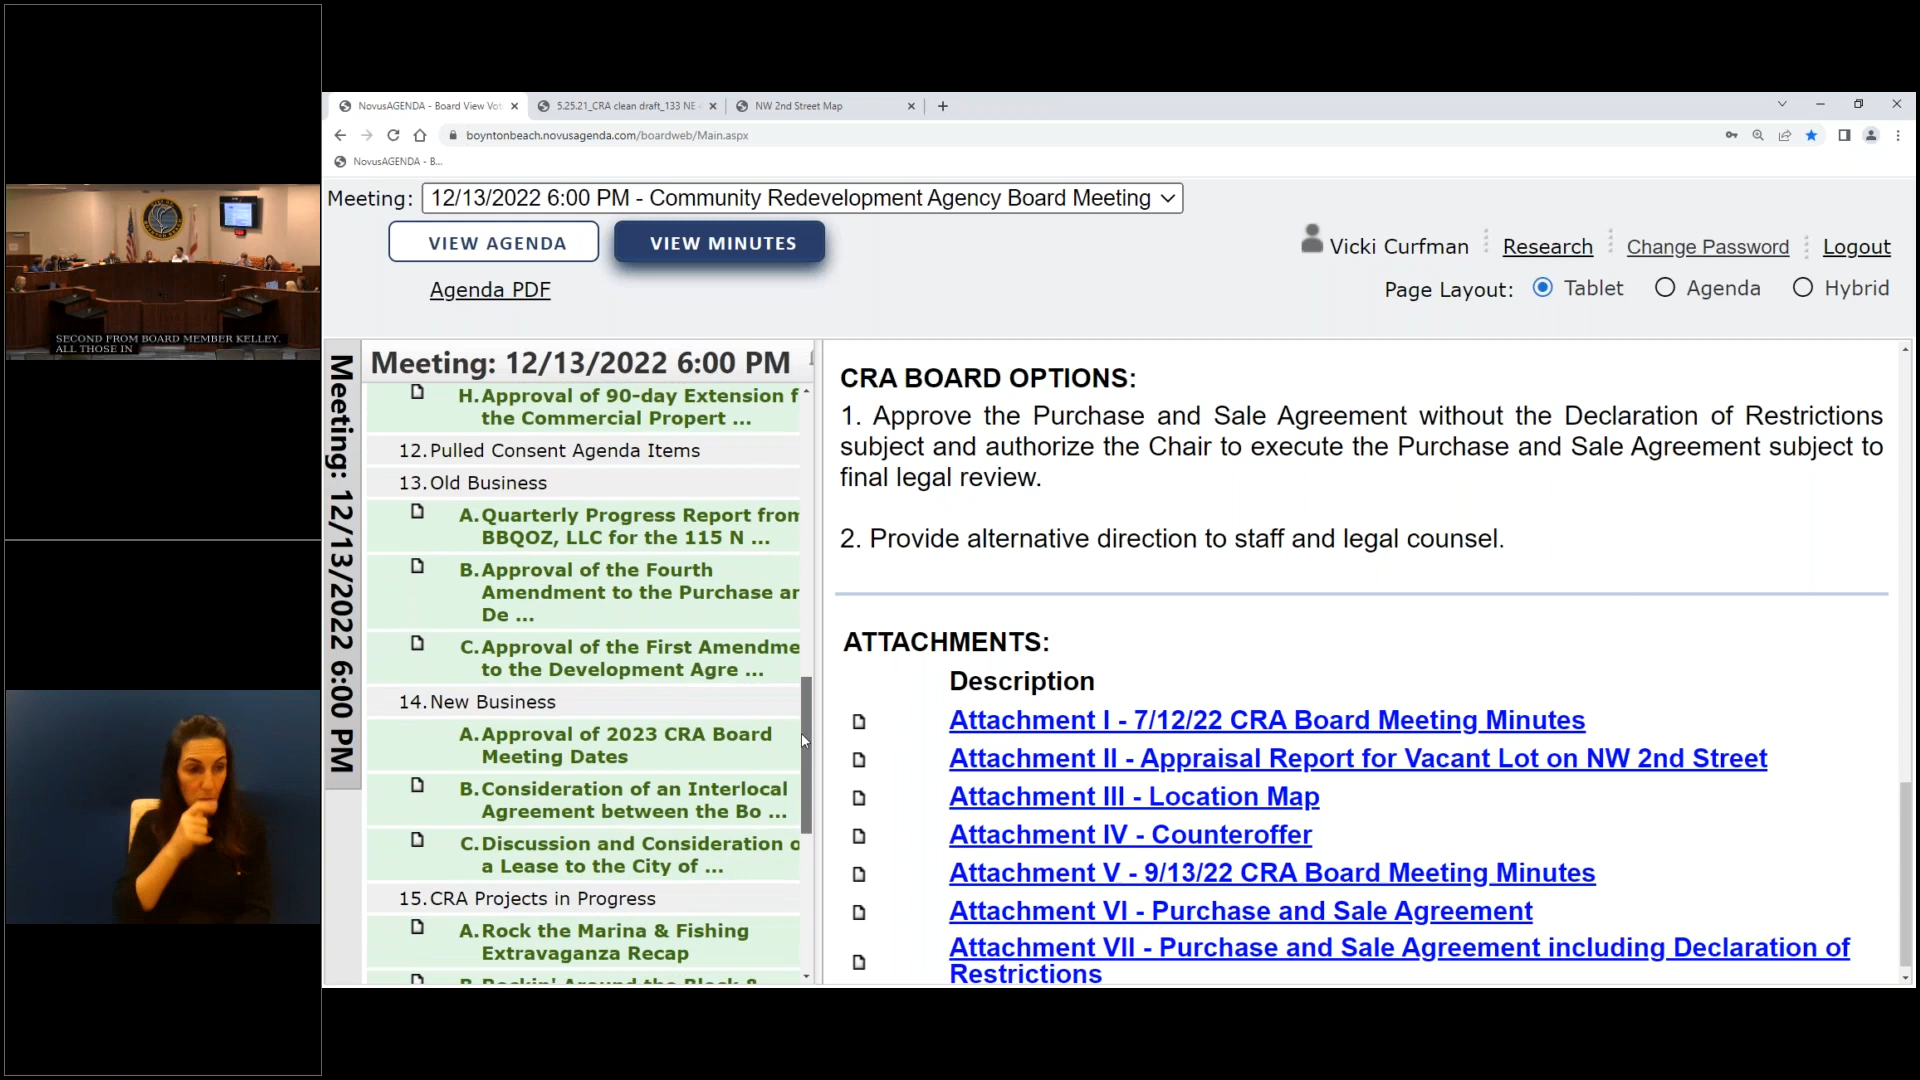 NovusAGENDA - Board View Vot
5.25.21_CRA clean draft_133 NE
NW 2nd Street Map
boyntonbeach.novusagenda.com/boardweb/Main.aspx
NovusAGENDA - B...
Meeting: 12/13/2022 6:00 PM - Community Redevelopment Agency Board Meeting
VIEW AGENDA
VIEW MINUTES
Agenda PDF
Vicki Curfman
Research
Change Password
Logout
Page Layout:
Tablet
Agenda
Hybrid
SECOND FROM BOARD MEMBER KELLEY.
ALL THOSE IN
Meeting: 12/13/2022 6:00 PM
Meeting: 12/13/2022 6:00 PM
H.Approval of 90-day Extension f
the Commercial Propert ...
12.Pulled Consent Agenda Items
13.Old Business
A.Quarterly Progress Report from
BBQOZ, LLC for the 115 N ...
B.Approval of the Fourth
Amendment to the Purchase an
De ...
C.Approval of the First Amendme
to the Development Agre ...
14.New Business
A.Approval of 2023 CRA Board
Meeting Dates
B.Consideration of an Interlocal
Agreement between the Bo ...
C.Discussion and Consideration o
a Lease to the City of ...
15.CRA Projects in Progress
A.Rock the Marina & Fishing
Extravaganza Recap
B.Rockin' Around the Block &
CRA BOARD OPTIONS:
1. Approve the Purchase and Sale Agreement without the Declaration of Restrictions
subject and authorize the Chair to execute the Purchase and Sale Agreement subject to
final legal review.
2. Provide alternative direction to staff and legal counsel.
ATTACHMENTS:
Description
Attachment I - 7/12/22 CRA Board Meeting Minutes
Attachment II - Appraisal Report for Vacant Lot on NW 2nd Street
Attachment III - Location Map
Attachment IV - Counteroffer
Attachment V - 9/13/22 CRA Board Meeting Minutes
Attachment VI - Purchase and Sale Agreement
Attachment VII - Purchase and Sale Agreement including Declaration of
Restrictions